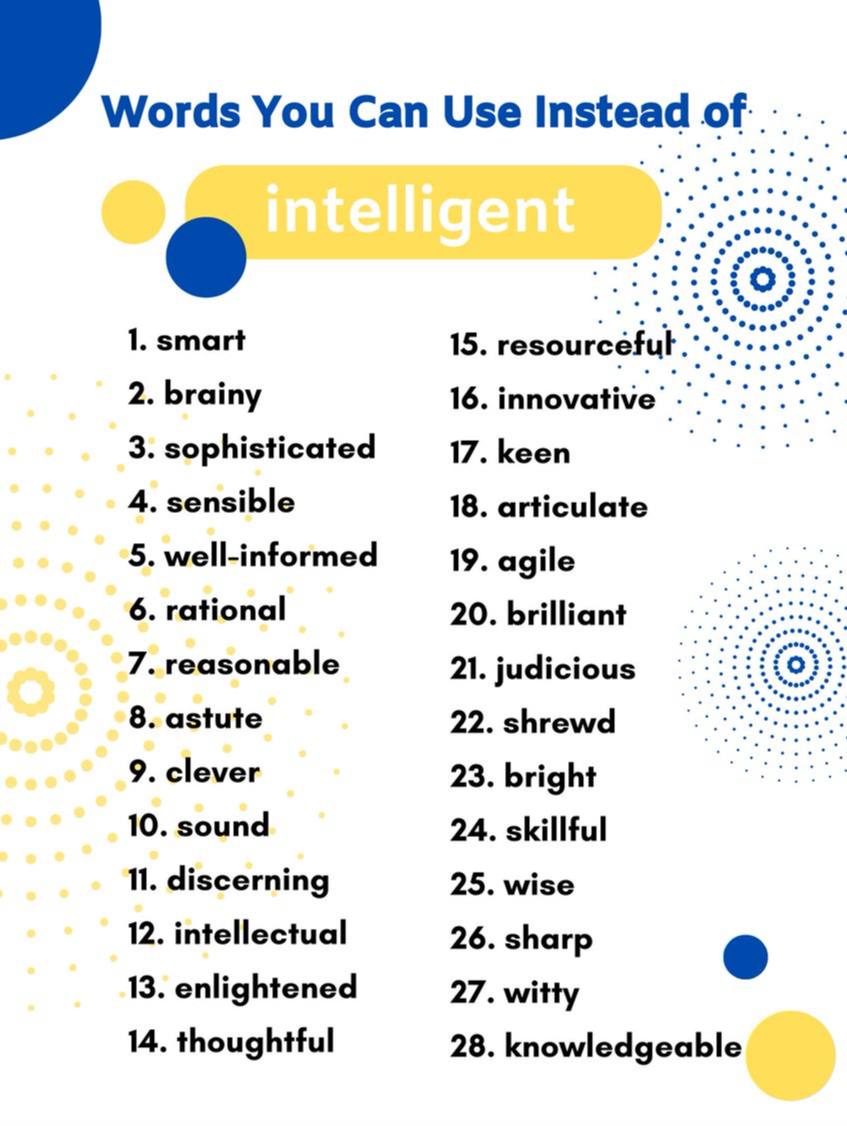 Words You Can Use Instead of
intelligent
1. smart
2. brainy
3. sophisticated
4. sensible
5. well-informed
6. rational
7. reasonable
8. astute
9. clever
10. sound
11. discerning
12. intellectual
13. enlightened
14. thoughtful
15. resourceful
16. innovative
17. keen
18. articulate
19. agile
20. brilliant
21. judicious
22. shrewd
23. bright
24. skillful
25. wise
26. sharp
27. witty
28. knowledgeable